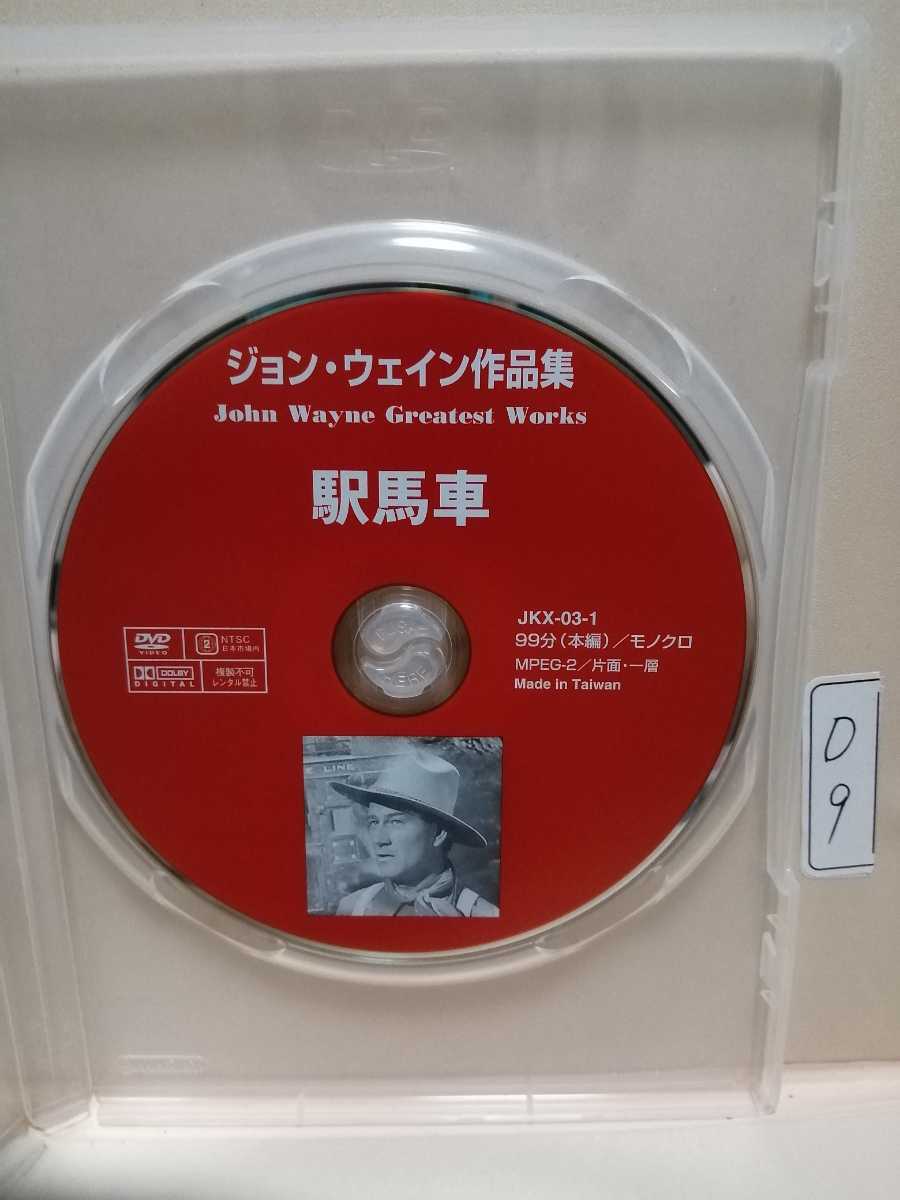 ジョン・ウェイン作品集
John Wayne Greatest Works
駅馬車
DVD
VIDEO
2
NTSC
日本市場向
DOLBY
DIGITAL
複製不可
レンタル禁止
JKX-03-1
99分(本編)/モノクロ
MPEG-2/片面・一層
Made in Taiwan
LINE
D
9